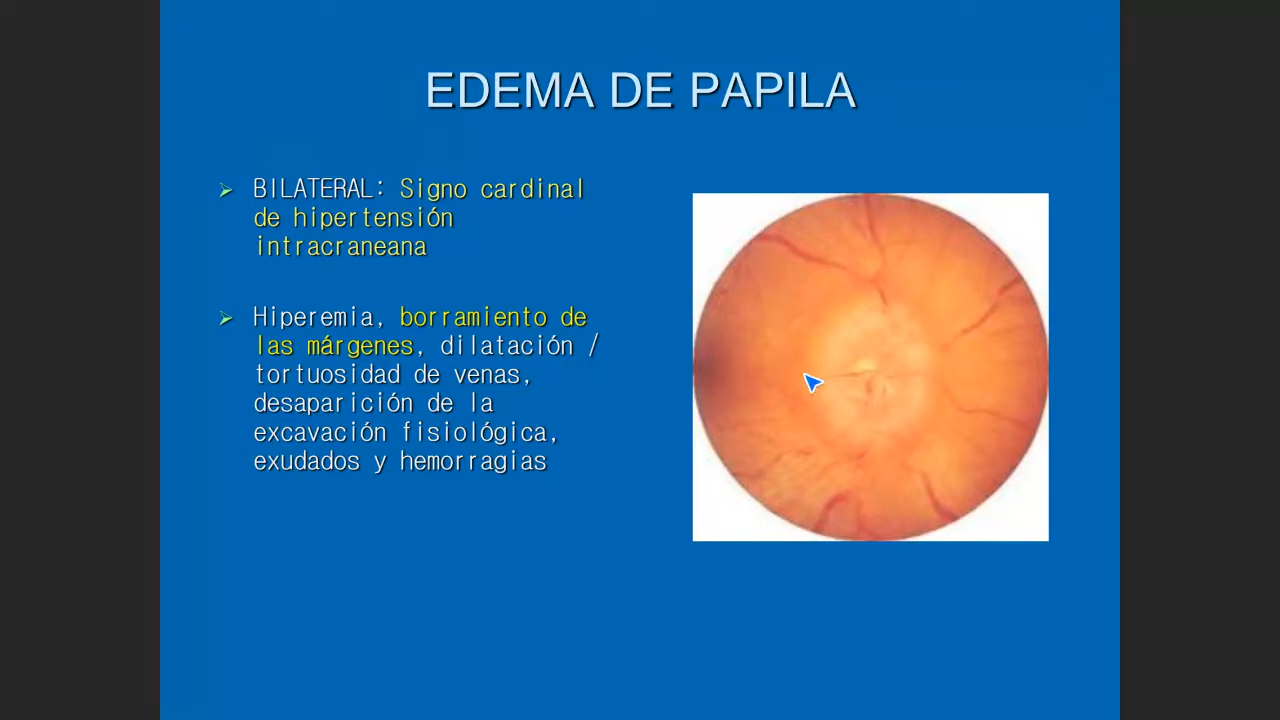 EDEMA DE PAPILA
BILATERAL: Signo cardinal
de hipertensión
intracraneana
Hiperemia, borramiento de
las márgenes, dilatación /
tortuosidad de venas,
desaparición de la
excavación fisiológica,
exudados y hemorragias